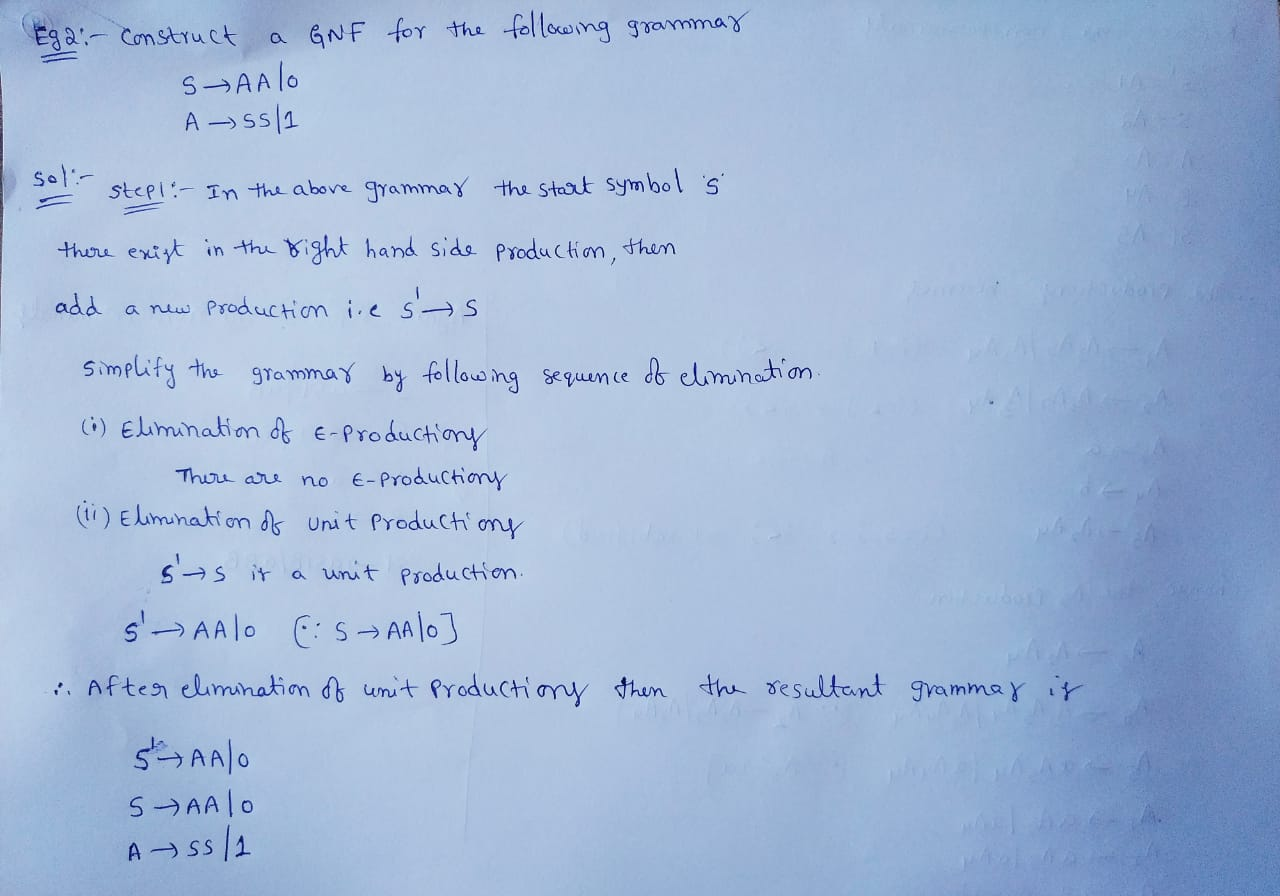 Eg 2:- Construct a GNF for the following grammar
S → AA|0
A → SS|1
Sol:- Step1:- In the above grammar the start symbol 'S'
there exist in the right hand side production, then
add a new production i.e S' → S
Simplify the grammar by following sequence of elimination.
(i) Elimination of ε-productions
There are no ε-productions
(ii) Elimination of unit productions
S' → S is a unit production.
S' → AA|0 [∵ S → AA|0]
∴ After elimination of unit productions then the resultant grammar is
S' → AA|0
S → AA|0
A → SS|1